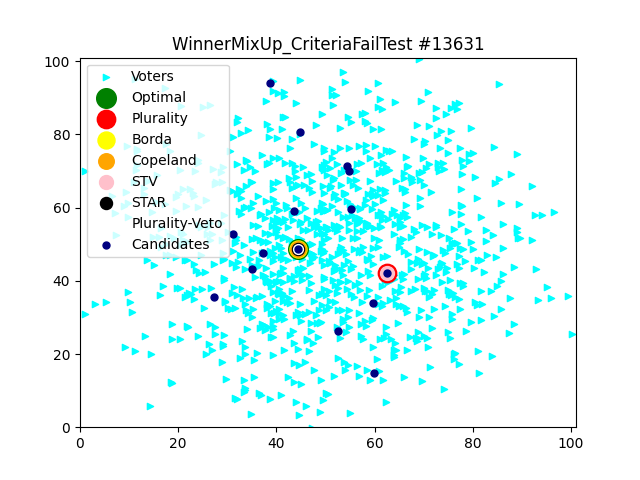 WinnerMixUp_CriteriaFailTest #13631
100
80
60
40
20
0
0 20 40 60 80 100
Voters
Optimal
Plurality
Borda
Copeland
STV
STAR
Plurality-Veto
Candidates